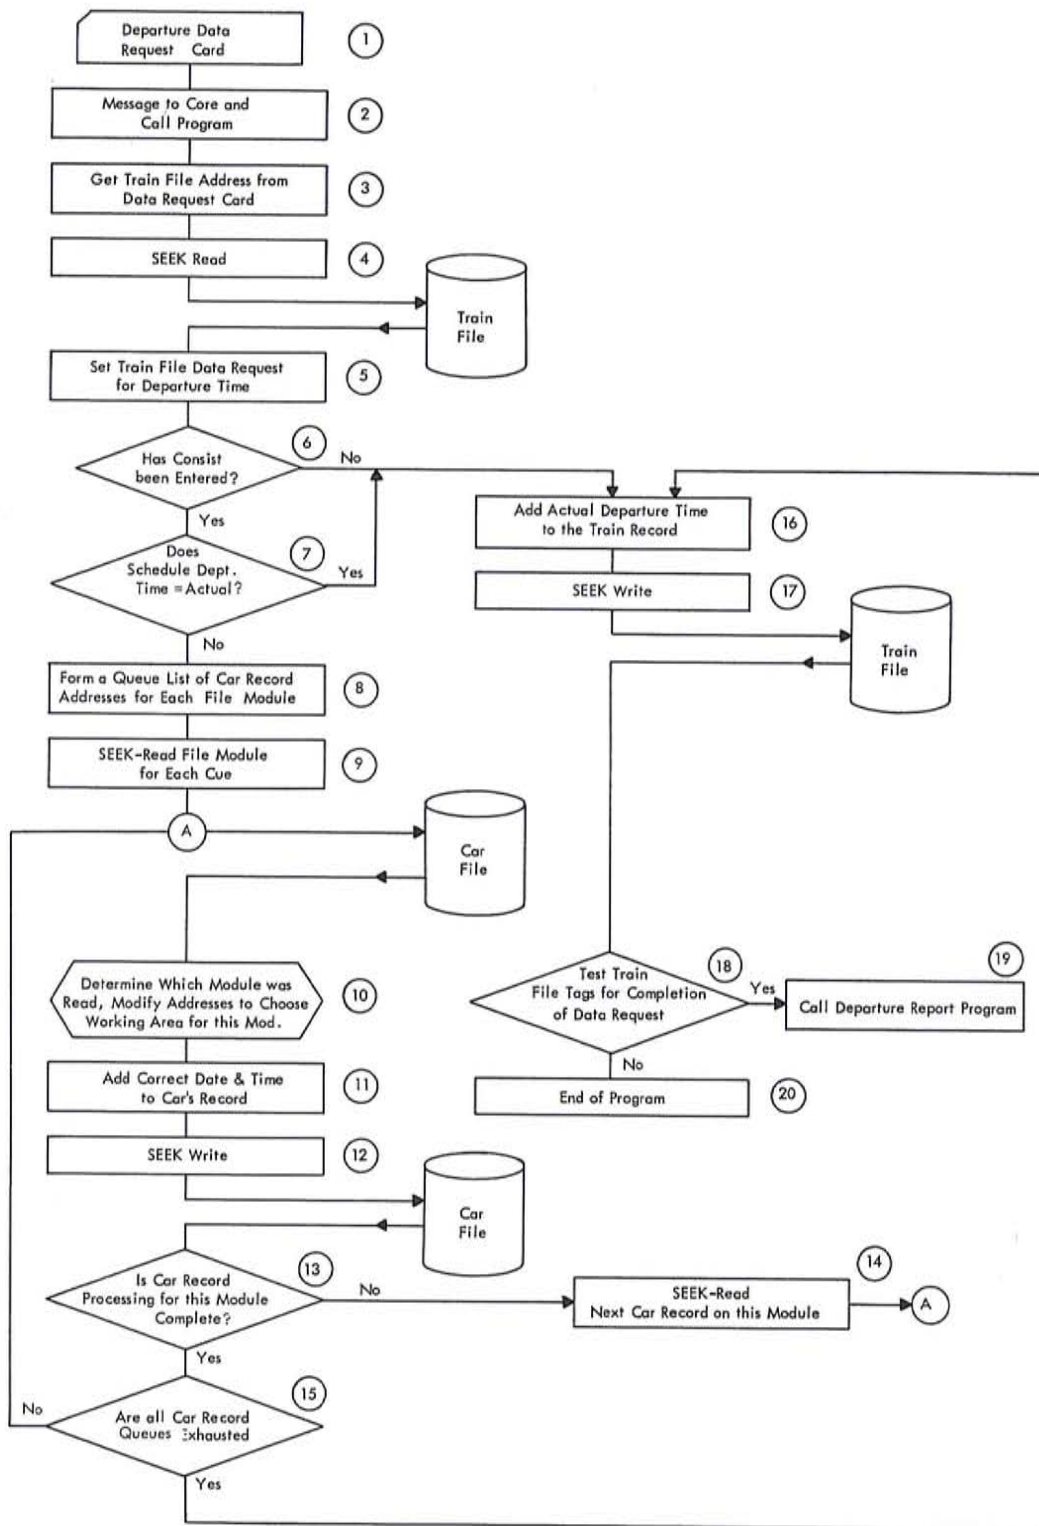 Departure Data
Request Card
1
Message to Core and
Call Program
2
Get Train File Address from
Data Request Card
3
SEEK Read
4
Train
File
Set Train File Data Request
for Departure Time
5
Has Consist
been Entered?
6
No
Yes
Does
Schedule Dept.
Time = Actual?
7
Yes
No
Form a Queue List of Car Record
Addresses for Each File Module
8
SEEK-Read File Module
for Each Cue
9
A
Car
File
Determine Which Module was
Read, Modify Addresses to Choose
Working Area for this Mod.
10
Add Correct Date & Time
to Car's Record
11
SEEK Write
12
Car
File
Is Car Record
Processing for this Module
Complete?
13
No
Yes
SEEK-Read
Next Car Record on this Module
14
A
Are all Car Record
Queues Exhausted
15
No
Yes
Add Actual Departure Time
to the Train Record
16
SEEK Write
17
Train
File
Test Train
File Tags for Completion
of Data Request
18
Yes
No
Call Departure Report Program
19
End of Program
20